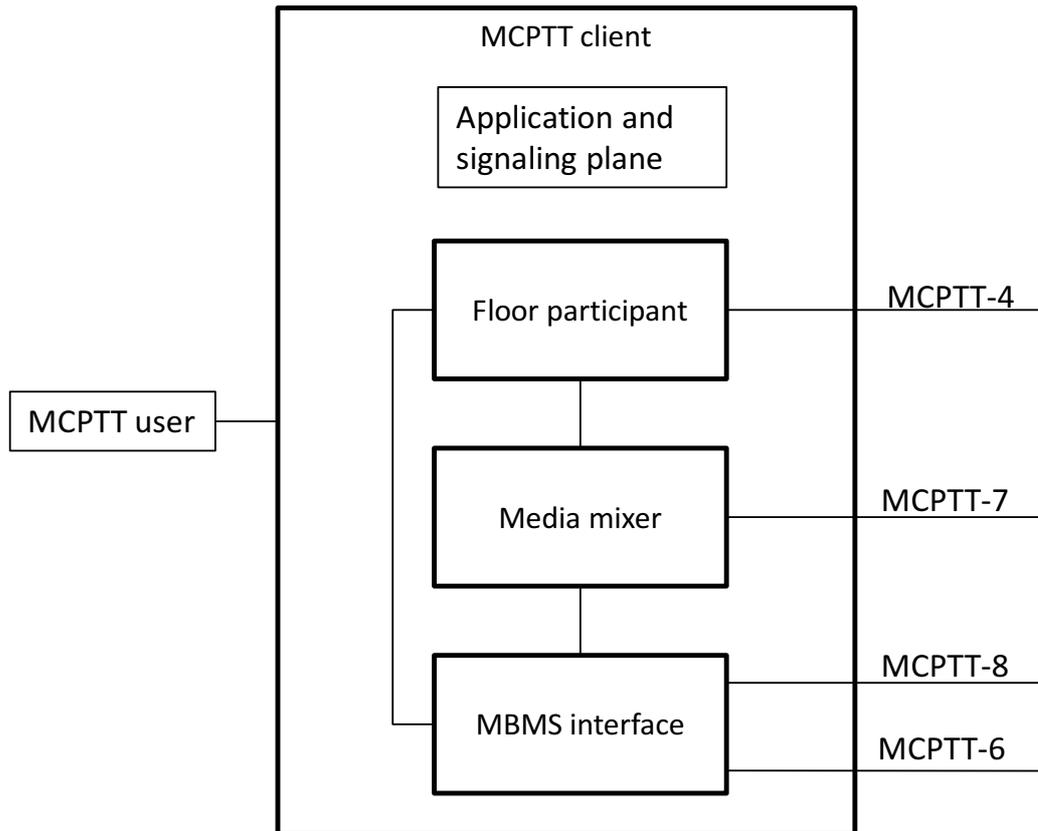 MCPTT client
Application and
signaling plane
Floor participant
MCPTT-4
MCPTT user
Media mixer
MCPTT-7
MBMS interface
MCPTT-8
MCPTT-6